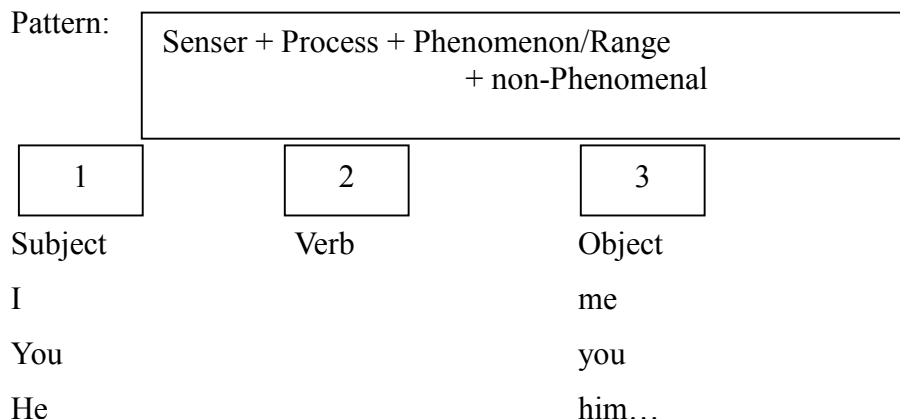 Pattern:
Senser + Process + Phenomenon/Range
+ non-Phenomenal
1 2 3
Subject Verb Object
I me
You you
He him…